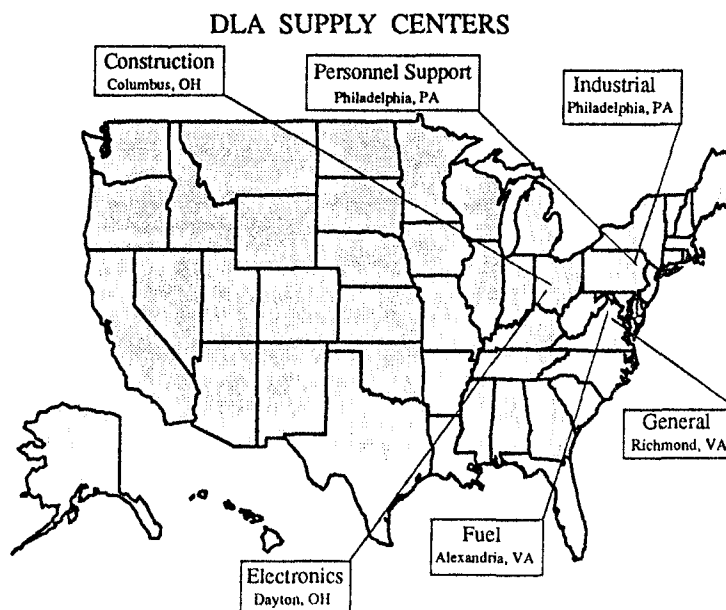 DLA SUPPLY CENTERS
Construction
Columbus, OH
Personnel Support
Philadelphia, PA
Industrial
Philadelphia, PA
General
Richmond, VA
Fuel
Alexandria, VA
Electronics
Dayton, OH